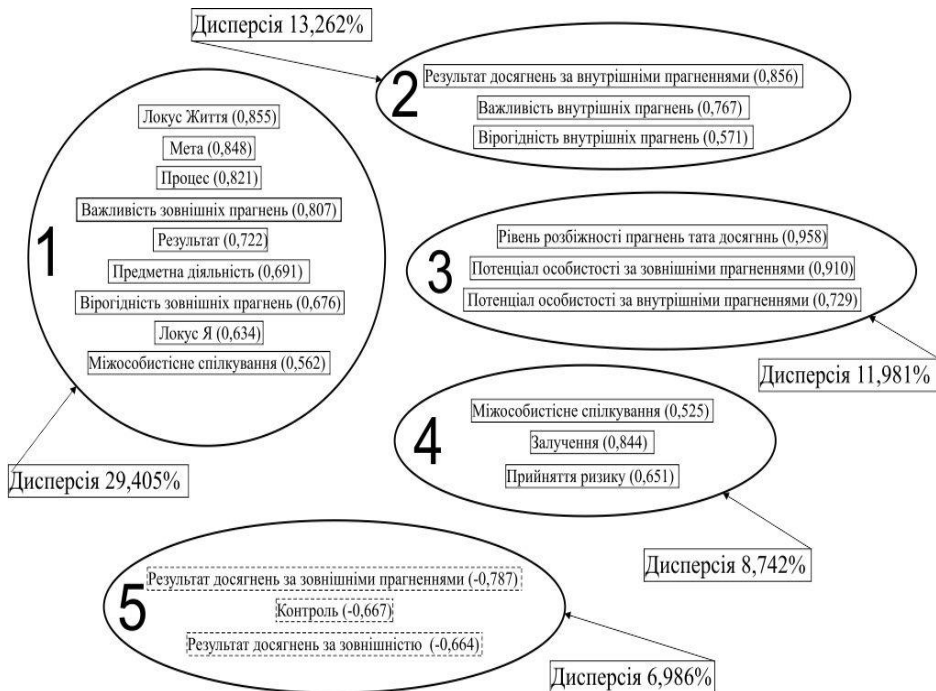 Дисперсія 13,262%
1
Локус Життя (0,855)
Мета (0,848)
Процес (0,821)
Важливість зовнішніх прагнень (0,807)
Результат (0,722)
Предметна діяльність (0,691)
Вірогідність зовнішніх прагнень (0,676)
Локус Я (0,634)
Міжособистісне спілкування (0,562)
Дисперсія 29,405%
2
Результат досягнень за внутрішніми прагненнями (0,856)
Важливість внутрішніх прагнень (0,767)
Вірогідність внутрішніх прагнень (0,571)
3
Рівень розбіжності прагнень тата досягннь (0,958)
Потенціал особистості за зовнішніми прагненнями (0,910)
Потенціал особистості за внутрішніми прагненнями (0,729)
Дисперсія 11,981%
4
Міжособистісне спілкування (0,525)
Залучення (0,844)
Прийняття ризику (0,651)
Дисперсія 8,742%
5
Результат досягнень за зовнішніми прагненнями (-0,787)
Контроль (-0,667)
Результат досягнень за зовнішністю (-0,664)
Дисперсія 6,986%